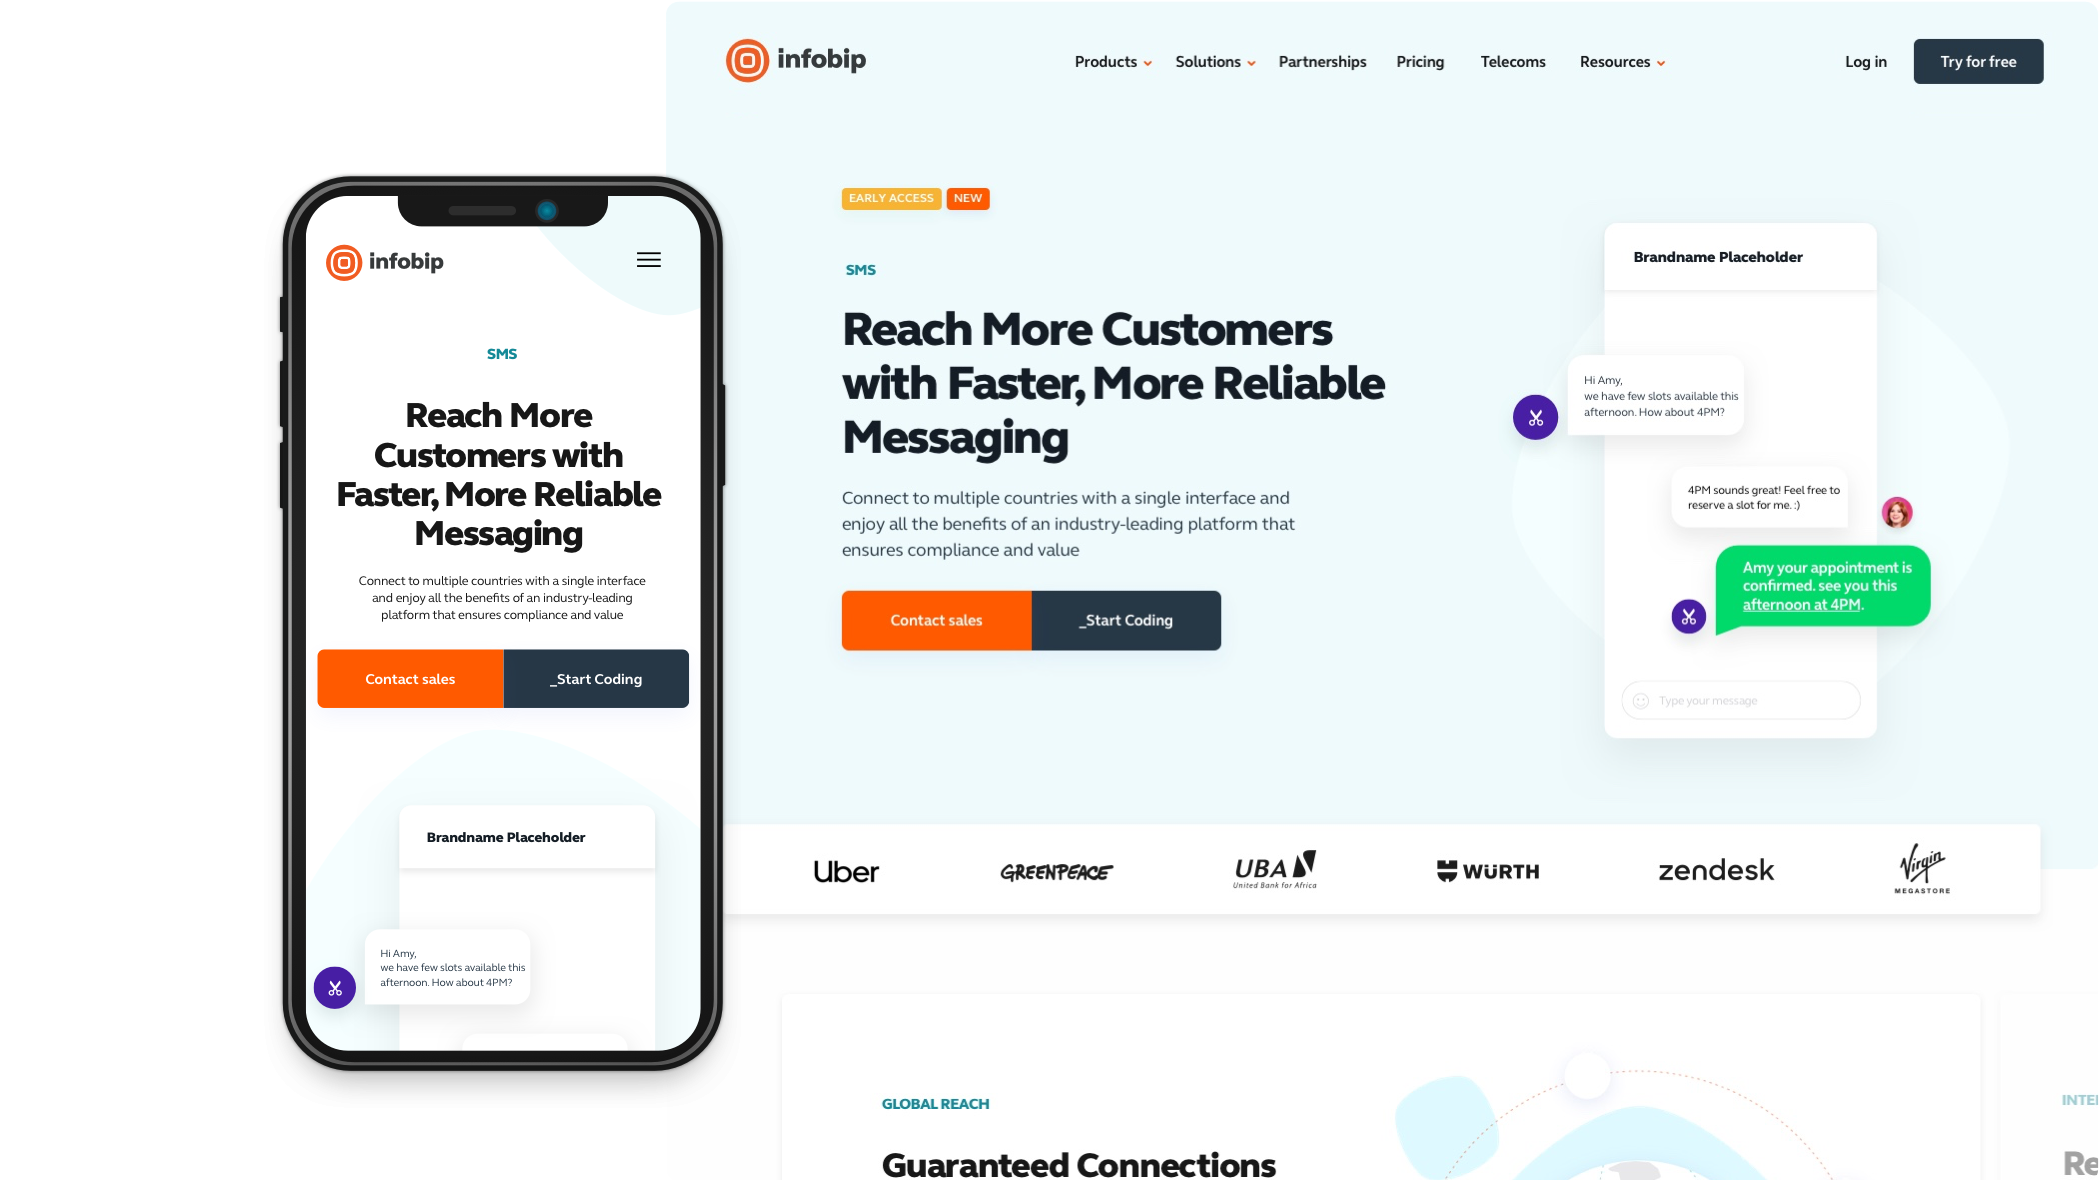 infobip
SMS
Reach More
Customers with
Faster, More Reliable
Messaging
Connect to multiple countries with a single interface
and enjoy all the benefits of an industry-leading
platform that ensures compliance and value
Contact sales
_Start Coding
Brandname Placeholder
Hi Amy,
we have few slots available this
afternoon. How about 4PM?
infobip
Products
Solutions
Partnerships
Pricing
Telecoms
Resources
Log in
Try for free
EARLY ACCESS
NEW
SMS
Reach More Customers
with Faster, More Reliable
Messaging
Connect to multiple countries with a single interface and
enjoy all the benefits of an industry-leading platform that
ensures compliance and value
Contact sales
_Start Coding
Brandname Placeholder
Hi Amy,
we have few slots available this
afternoon. How about 4PM?
4PM sounds great! Feel free to
reserve a slot for me. :)
Amy your appointment is
confirmed. see you this
afternoon at 4PM.
Type your message
Uber
GREENPEACE
UBA
United Bank for Africa
WÜRTH
zendesk
Virgin
MEGASTORE
GLOBAL REACH
Guaranteed Connections